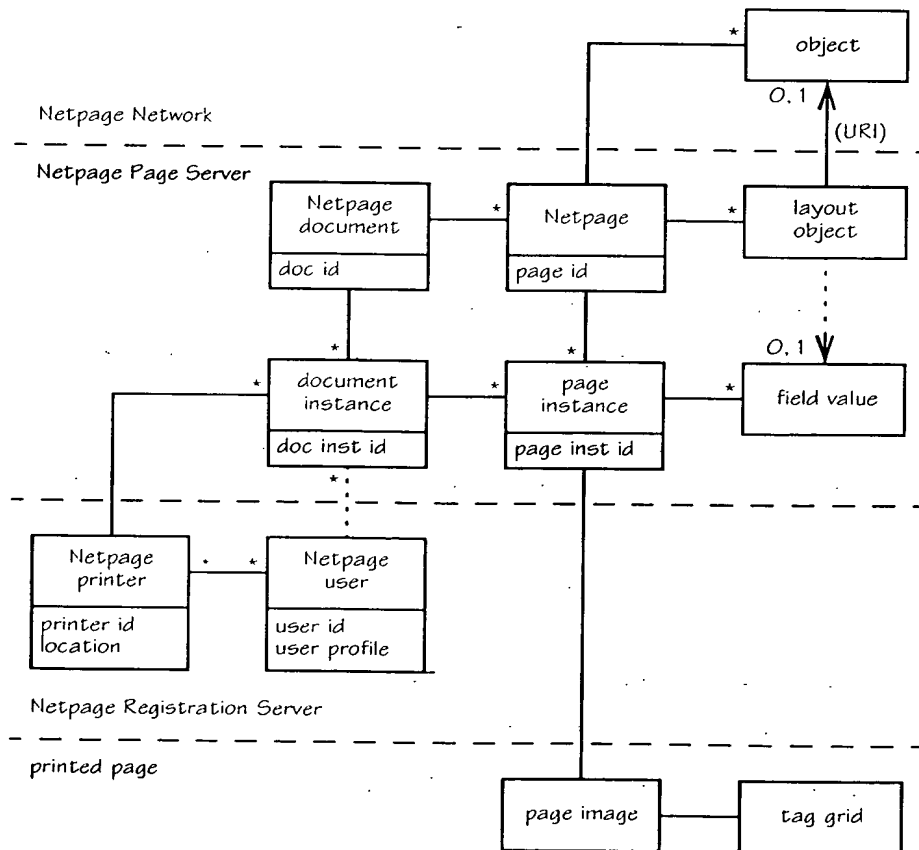 *
object
0, 1
Netpage Network
(URI)
Netpage Page Server
Netpage
document
*
Netpage
*
layout
object
doc id
page id
*
*
0, 1
*
document
instance
*
page
instance
*
field value
doc inst id
page inst id
*
Netpage
printer
*
*
Netpage
user
printer id
location
user id
user profile
Netpage Registration Server
printed page
page image
tag grid